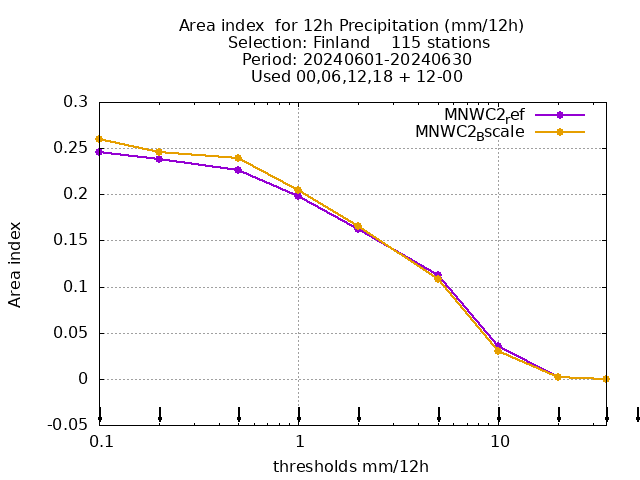 Area index  for 12h Precipitation (mm/12h)
Selection: Finland    115 stations
Period: 20240601-20240630
Used 00,06,12,18 + 12-00
MNWC2_ref
MNWC2_Bscale
0.3
0.25
0.2
0.15
0.1
0.05
0
-0.05
Area index
0.1
1
10
thresholds mm/12h